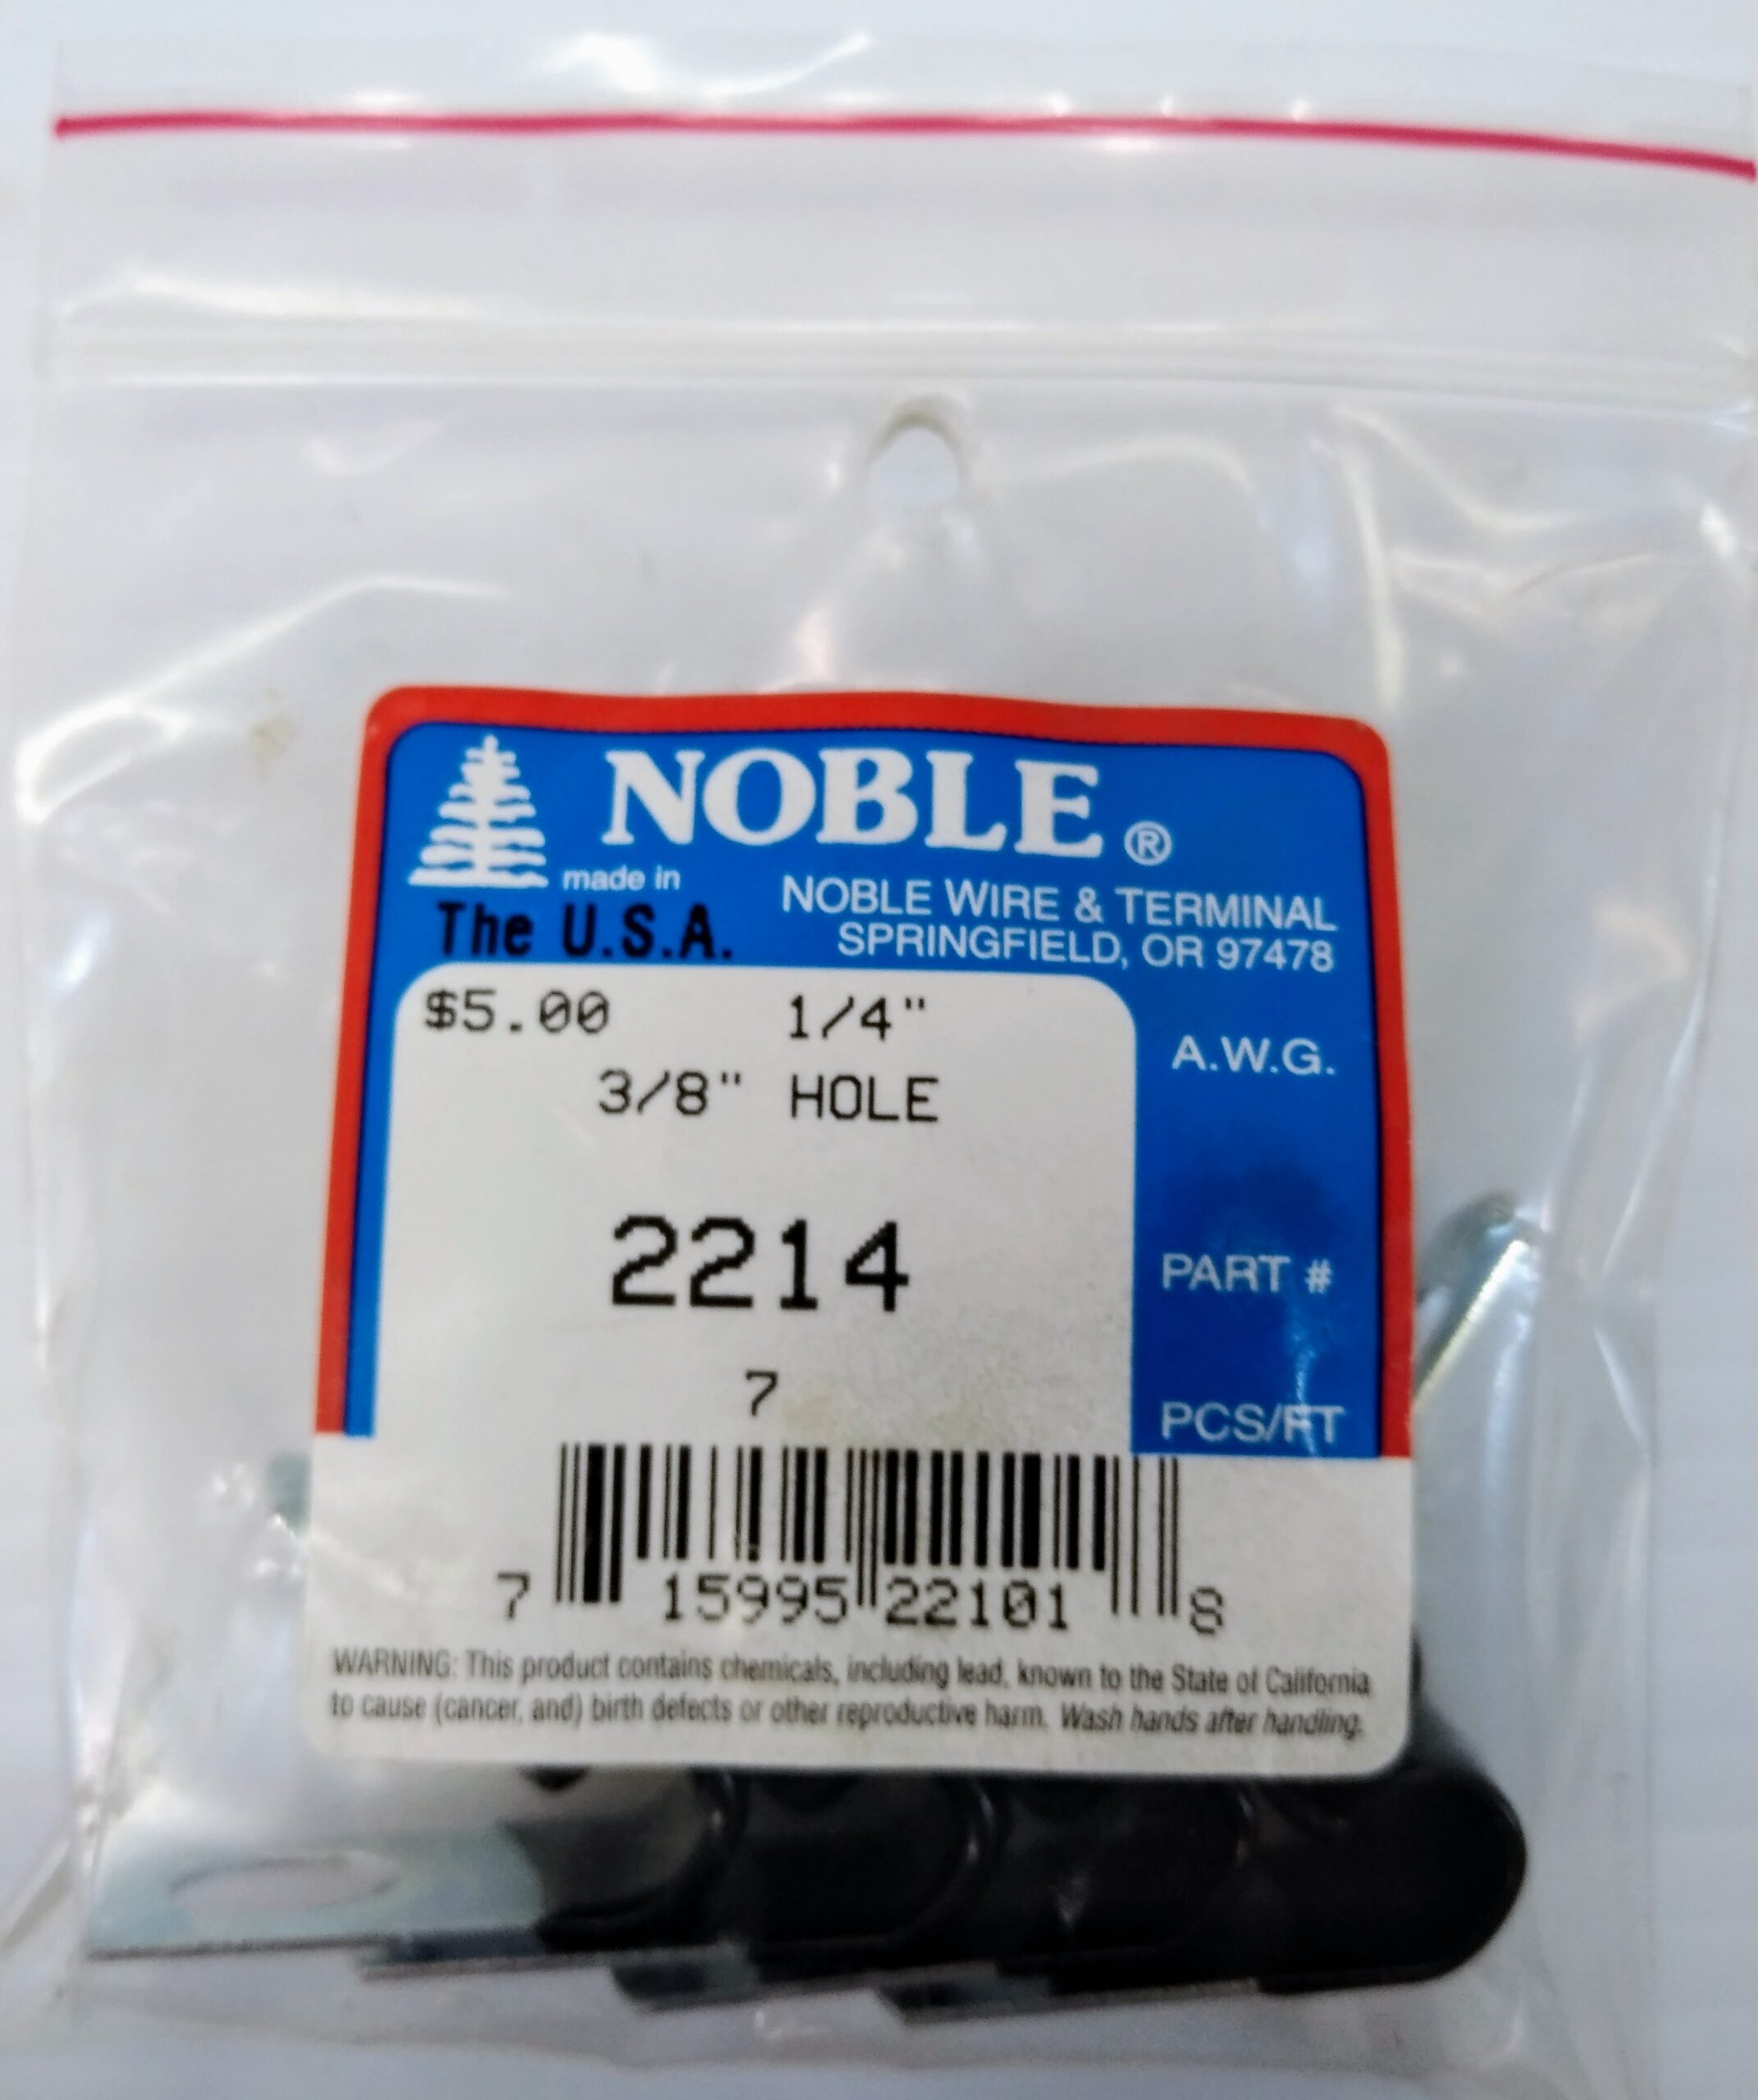 NOBLE ®
made in
The U.S.A.
NOBLE WIRE & TERMINAL
SPRINGFIELD, OR 97478
$5.00 1/4" A.W.G.
3/8" HOLE
2214 PART #
7 PCS/FT
7 15995 22101 8
WARNING: This product contains chemicals, including lead, known to the State of California
to cause (cancer, and) birth defects or other reproductive harm. Wash hands after handling.